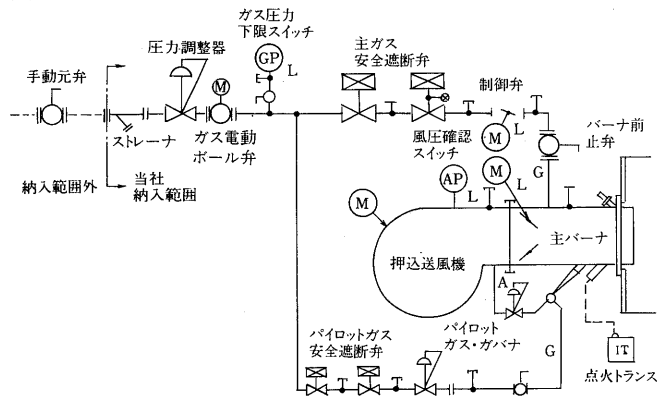 ガス圧力
下限スイッチ
圧力調整器
主ガス
安全遮断弁
手動元弁
GP
L
M
制御弁
ストレーナ
ガス電動
ボール弁
風圧確認
スイッチ
M
L
バーナ前
止弁
納入範囲外
当社
納入範囲
M
AP
L
M
L
G
押込送風機
主バーナ
A
パイロットガス
安全遮断弁
パイロット
ガス・ガバナ
G
IT
点火トランス